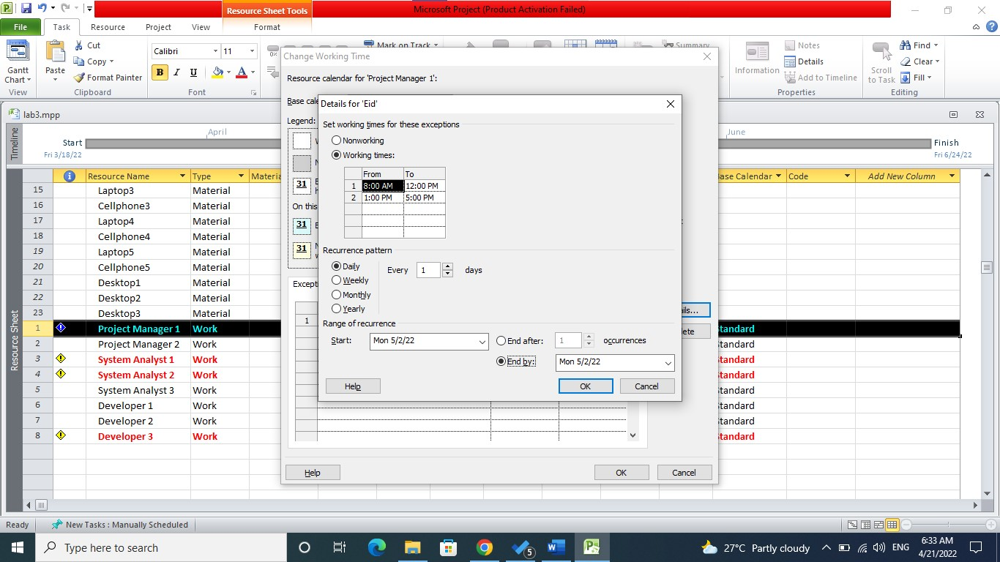 Resource Sheet Tools
Microsoft Project (Product Activation Failed)
File Task Resource Project View Format
Gantt Chart
View
Paste
Cut
Copy
Format Painter
Clipboard
Calibri 11
B I U
Font
Mark on Track
Summary
Information
Notes
Details
Add to Timeline
Properties
Scroll to Task
Find
Clear
Fill
Editing
lab3.mpp
Timeline
April
June
Start
Fri 3/18/22
Finish
Fri 6/24/22
Resource Sheet
Resource Name Type Base Calendar Code Add New Column
15 Laptop3 Material
16 Cellphone3 Material
17 Laptop4 Material
18 Cellphone4 Material
19 Laptop5 Material
20 Cellphone5 Material
21 Desktop1 Material
22 Desktop2 Material
23 Desktop3 Material
1 Project Manager 1 Work Standard
2 Project Manager 2 Work Standard
3 System Analyst 1 Work Standard
4 System Analyst 2 Work Standard
5 System Analyst 3 Work Standard
6 Developer 1 Work Standard
7 Developer 2 Work Standard
8 Developer 3 Work Standard
Change Working Time
Resource calendar for 'Project Manager 1':
Base cale
Legend:
31
On this
31
31
Excepti
1
ails...
ete
Help OK Cancel
Details for 'Eid'
Set working times for these exceptions
Nonworking
Working times:
From To
1 8:00 AM 12:00 PM
2 1:00 PM 5:00 PM
Recurrence pattern
Daily
Weekly
Monthly
Yearly
Every 1 days
Range of recurrence
Start: Mon 5/2/22
End after: 1 occurrences
End by: Mon 5/2/22
Help OK Cancel
Ready New Tasks : Manually Scheduled
Type here to search
5
27°C Partly cloudy
ENG
6:33 AM
4/21/2022